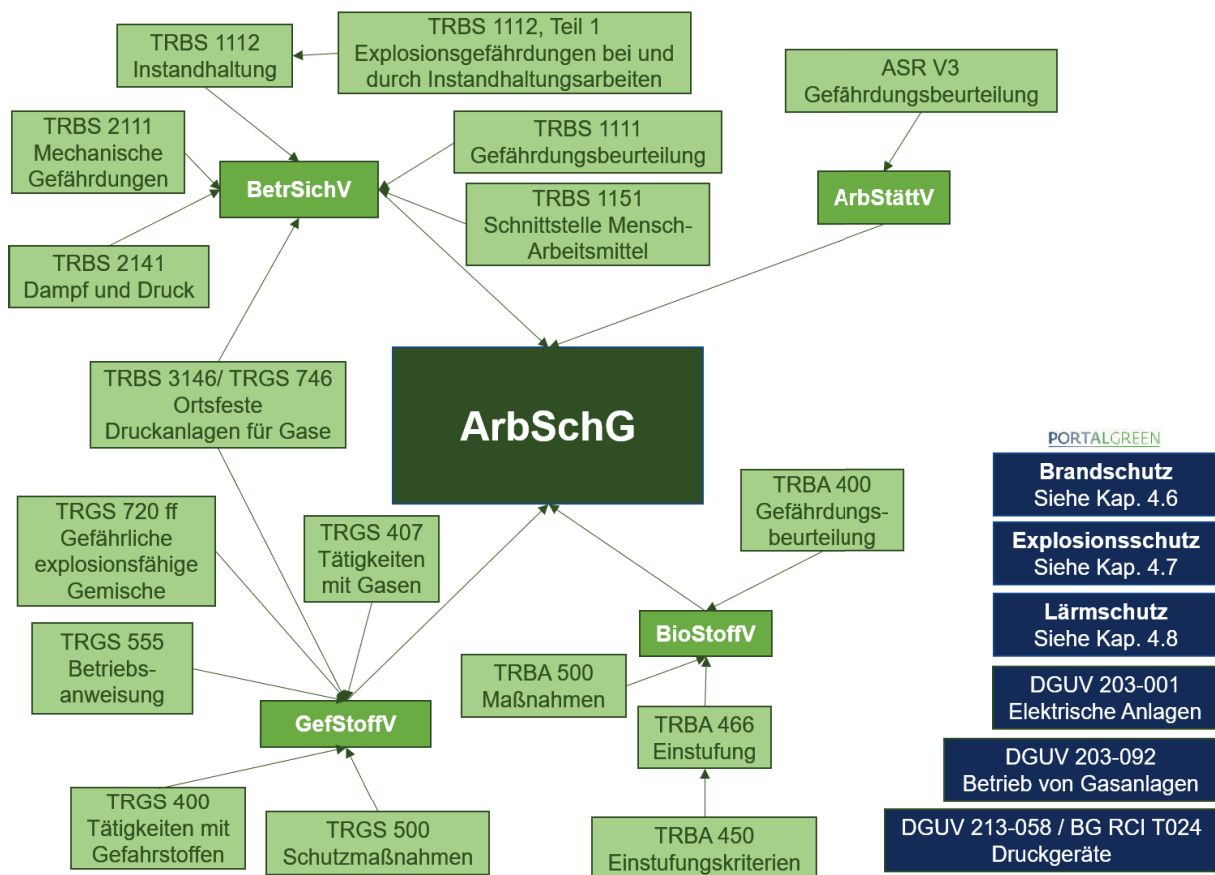 TRBS 1112
Instandhaltung
TRBS 1112, Teil 1
Explosionsgefährdungen bei und
durch Instandhaltungsarbeiten
ASR V3
Gefährdungsbeurteilung
TRBS 2111
Mechanische
Gefährdungen
BetrSichV
TRBS 1111
Gefährdungsbeurteilung
ArbStättV
TRBS 1151
Schnittstelle Mensch-
Arbeitsmittel
TRBS 2141
Dampf und Druck
TRBS 3146/ TRGS 746
Ortsfeste
Druckanlagen für Gase
ArbSchG
PORTALGREEN
Brandschutz
Siehe Kap. 4.6
Explosionsschutz
Siehe Kap. 4.7
Lärmschutz
Siehe Kap. 4.8
DGUV 203-001
Elektrische Anlagen
DGUV 203-092
Betrieb von Gasanlagen
DGUV 213-058 / BG RCI T024
Druckgeräte
TRBA 400
Gefährdungs-
beurteilung
TRGS 720 ff
Gefährliche
explosionsfähige
Gemische
TRGS 407
Tätigkeiten
mit Gasen
BioStoffV
TRGS 555
Betriebs-
anweisung
TRBA 500
Maßnahmen
GefStoffV
TRBA 466
Einstufung
TRGS 400
Tätigkeiten mit
Gefahrstoffen
TRGS 500
Schutzmaßnahmen
TRBA 450
Einstufungskriterien